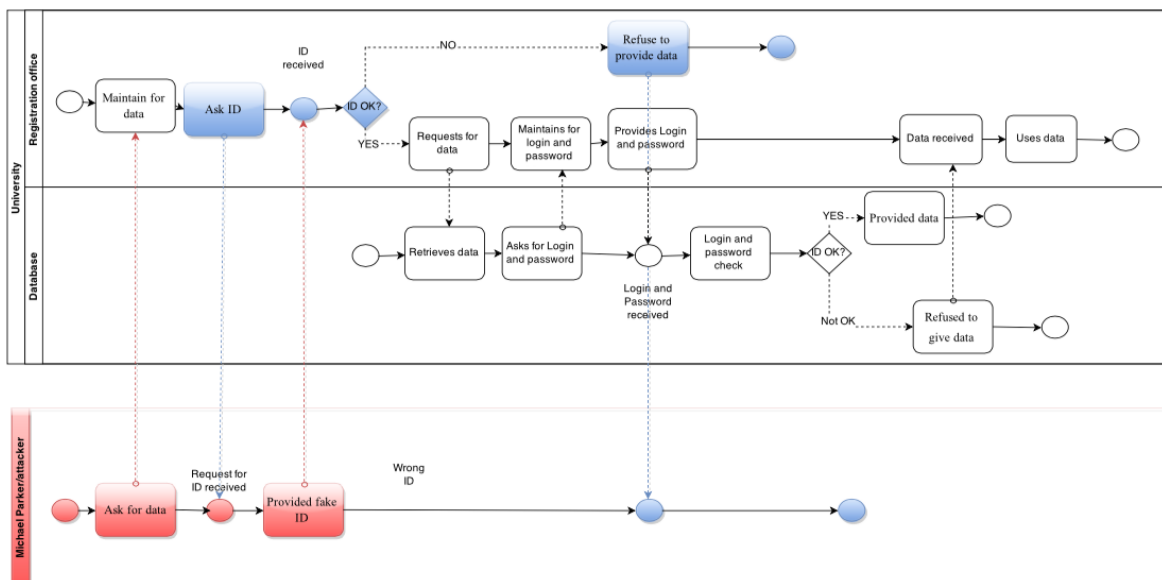 University
Registration office
Maintain for
data
Ask ID
ID
received
ID OK?
NO
Refuse to
provide data
YES
Requests for
data
Maintains for
login and
password
Provides Login
and password
Data received
Uses data
Database
Retrieves data
Asks for Login
and password
Login and
Password
received
Login and
password
check
ID OK?
YES
Provided data
Not OK
Refused to
give data
Michael Parker/attacker
Ask for data
Request for
ID received
Provided fake
ID
Wrong
ID